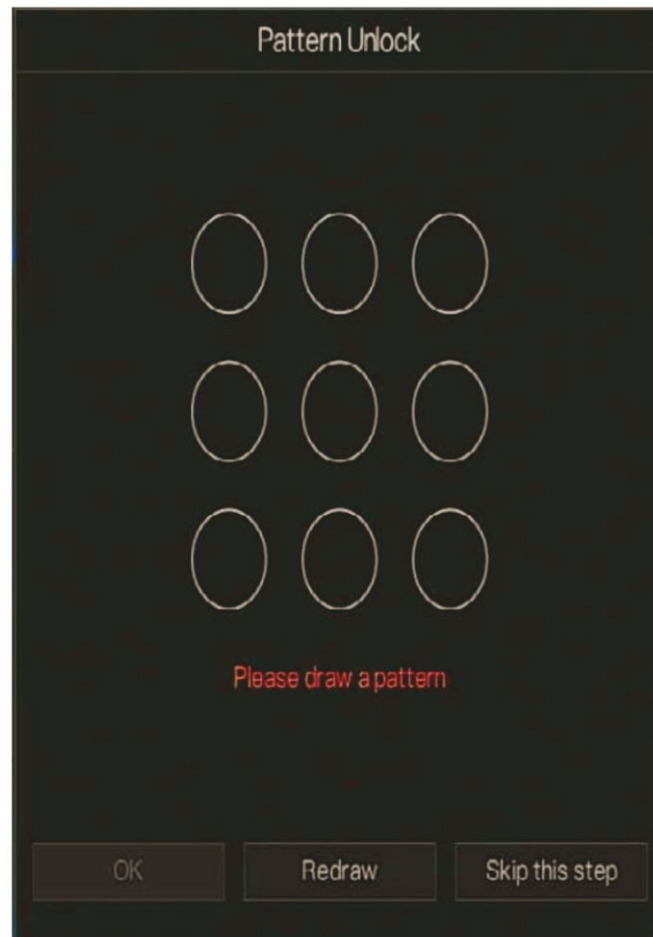 Pattern Unlock
Please draw a pattern
OK
Redraw
Skip this step